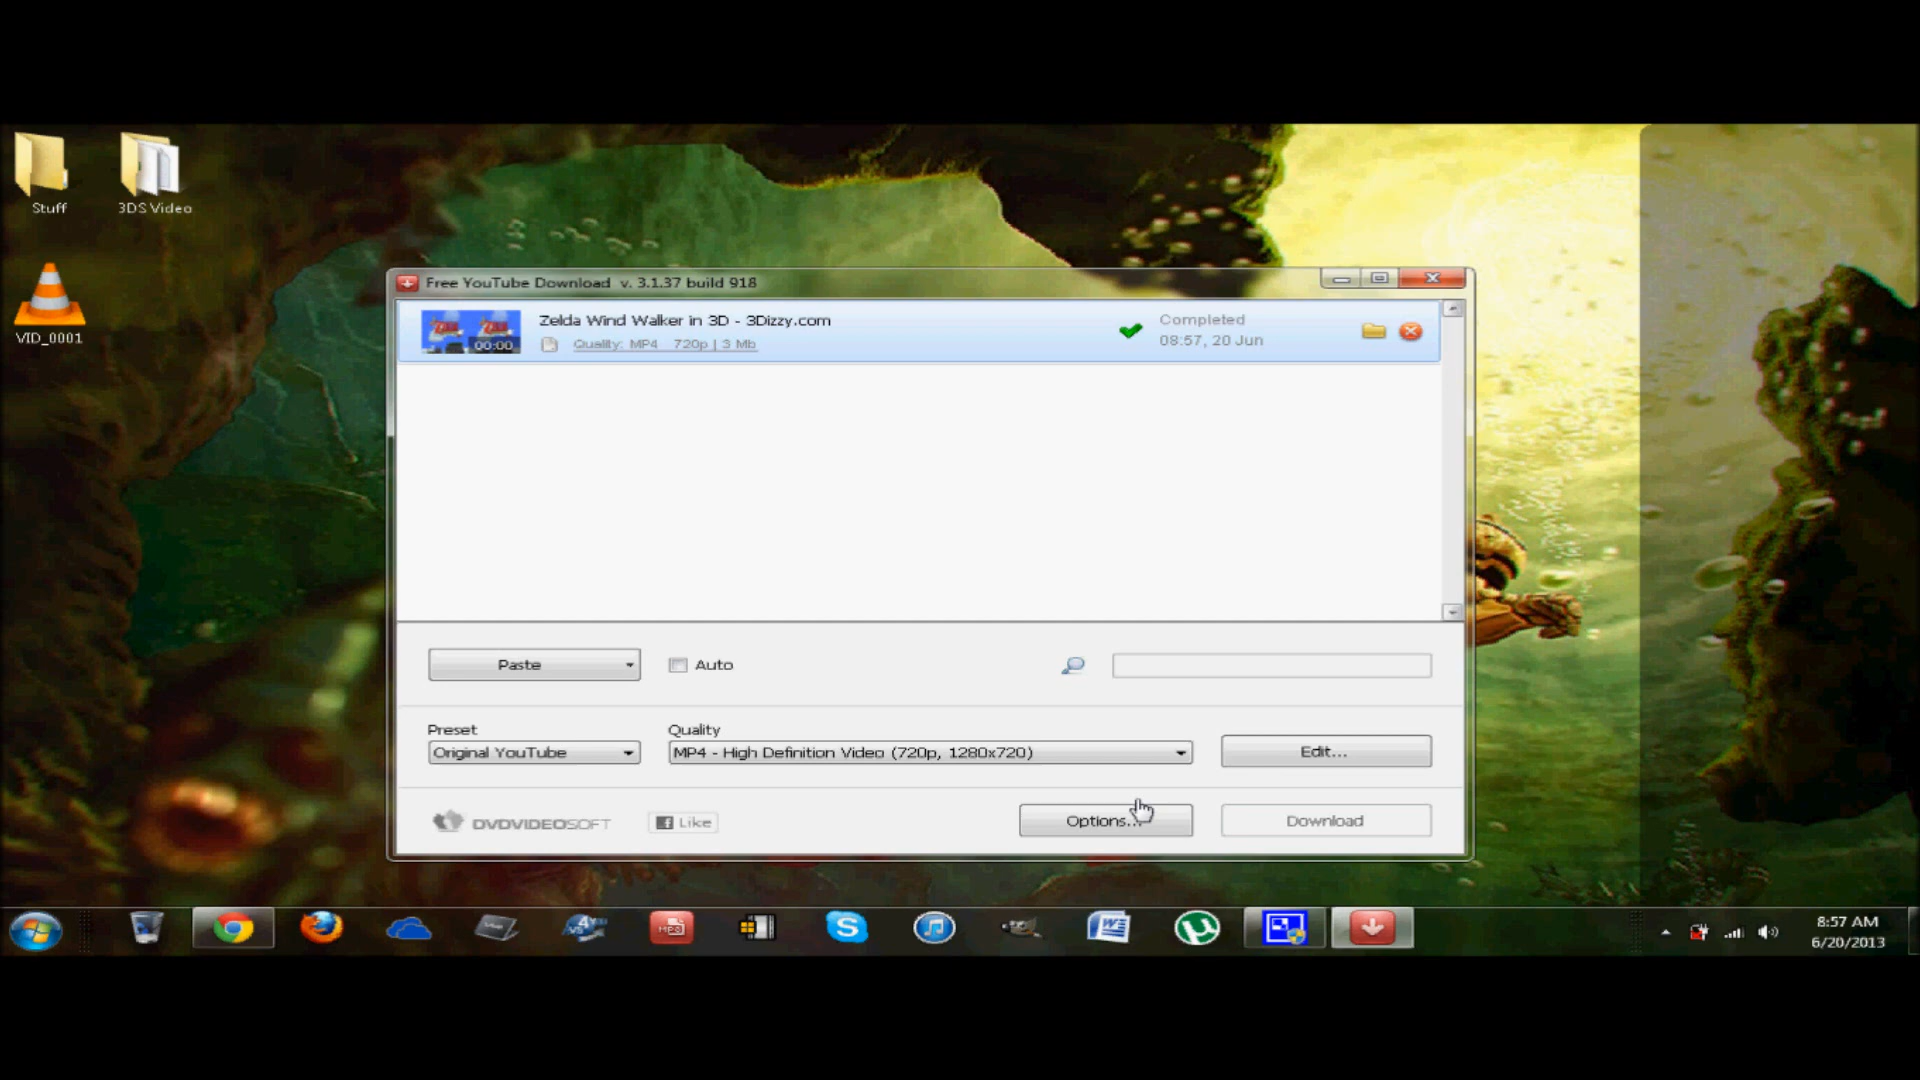 Stuff
3DS Video
VID_0001
Free YouTube Download v. 3.1.37 build 918
00:00
Zelda Wind Walker in 3D - 3Dizzy.com
Quality: MP4 720p | 3 Mb
Completed
08:57, 20 Jun
Paste
Auto
Preset
Original YouTube
Quality
MP4 - High Definition Video (720p, 1280x720)
Edit...
DVDVIDEOSOFT
Like
Options...
Download
8:57 AM
6/20/2013